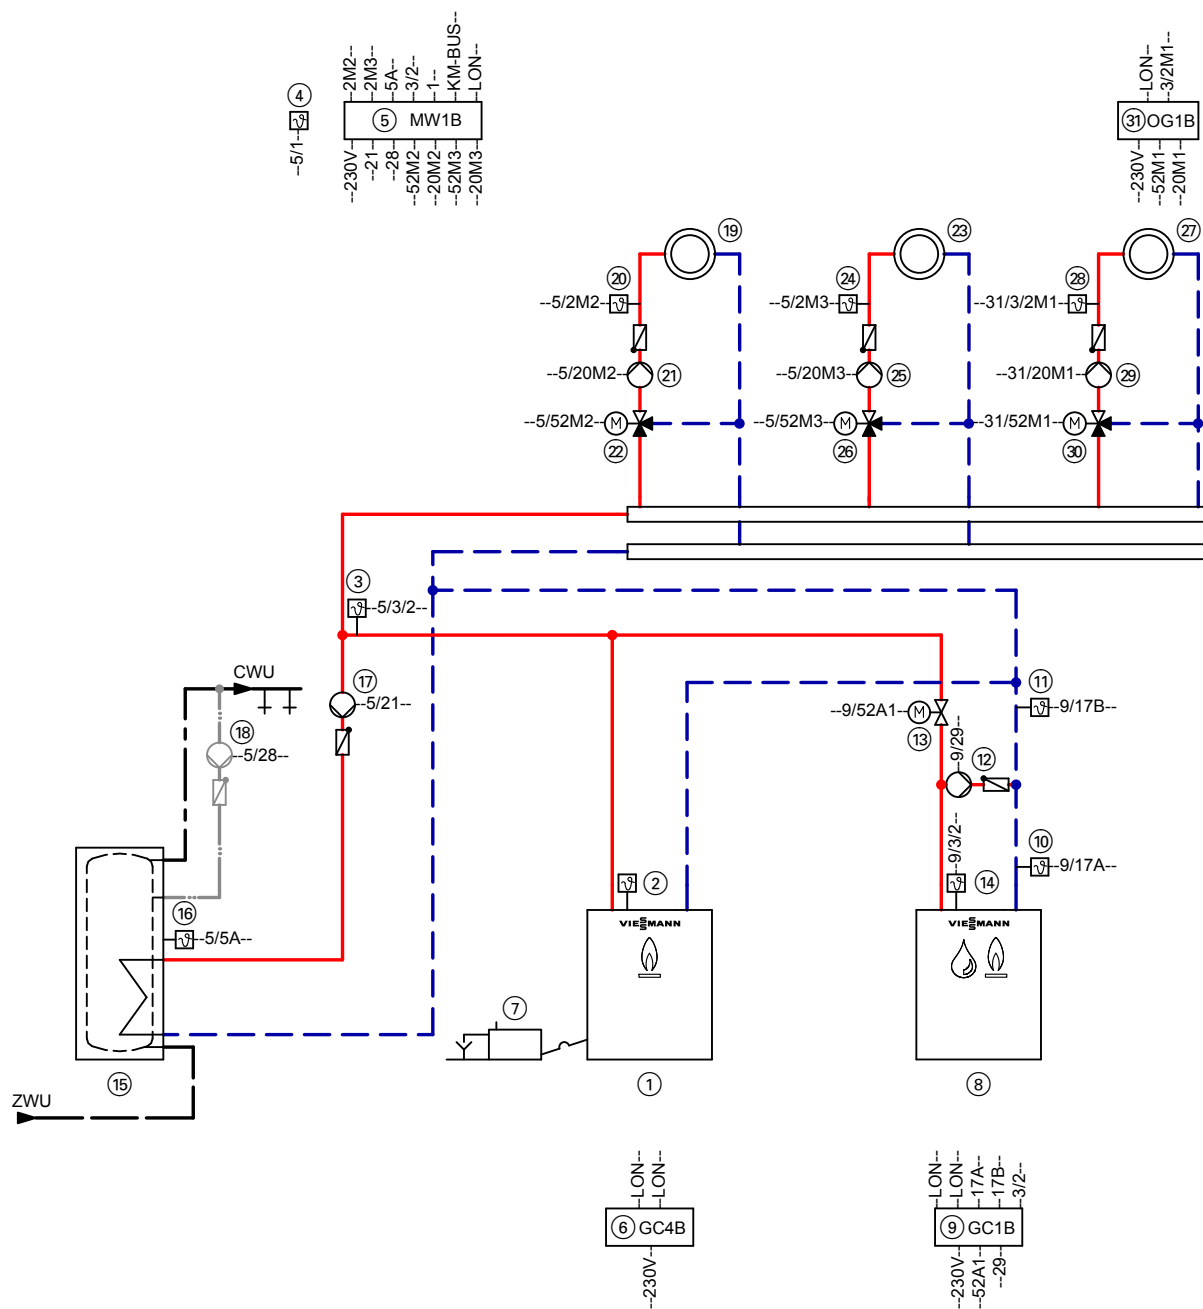 2M2--
2M3--
5A--
3/2--
1--
KM-BUS--
LON--
4
--5/1--
5 MW1B
--230V
--21
--28
--52M2
--20M2
--52M3
--20M3
LON--
3/2M1--
31 OG1B
--230V
--52M1
--20M1
19
23
27
20
--5/2M2--
24
--5/2M3--
28
--31/3/2M1--
--5/20M2--
21
--5/20M3--
25
--31/20M1--
29
--5/52M2--
M
22
--5/52M3--
M
26
--31/52M1--
M
30
3
--5/3/2--
CWU
17
--5/21--
18
--5/28--
11
--9/17B--
--9/52A1--
M
13
--9/29--
12
10
--9/17A--
--9/3/2--
14
2
16
--5/5A--
VIESSMANN
VIESSMANN
7
15
1
8
ZWU
LON--
LON--
6 GC4B
--230V
LON--
LON--
17A--
17B--
3/2--
9 GC1B
--230V
--52A1
--29